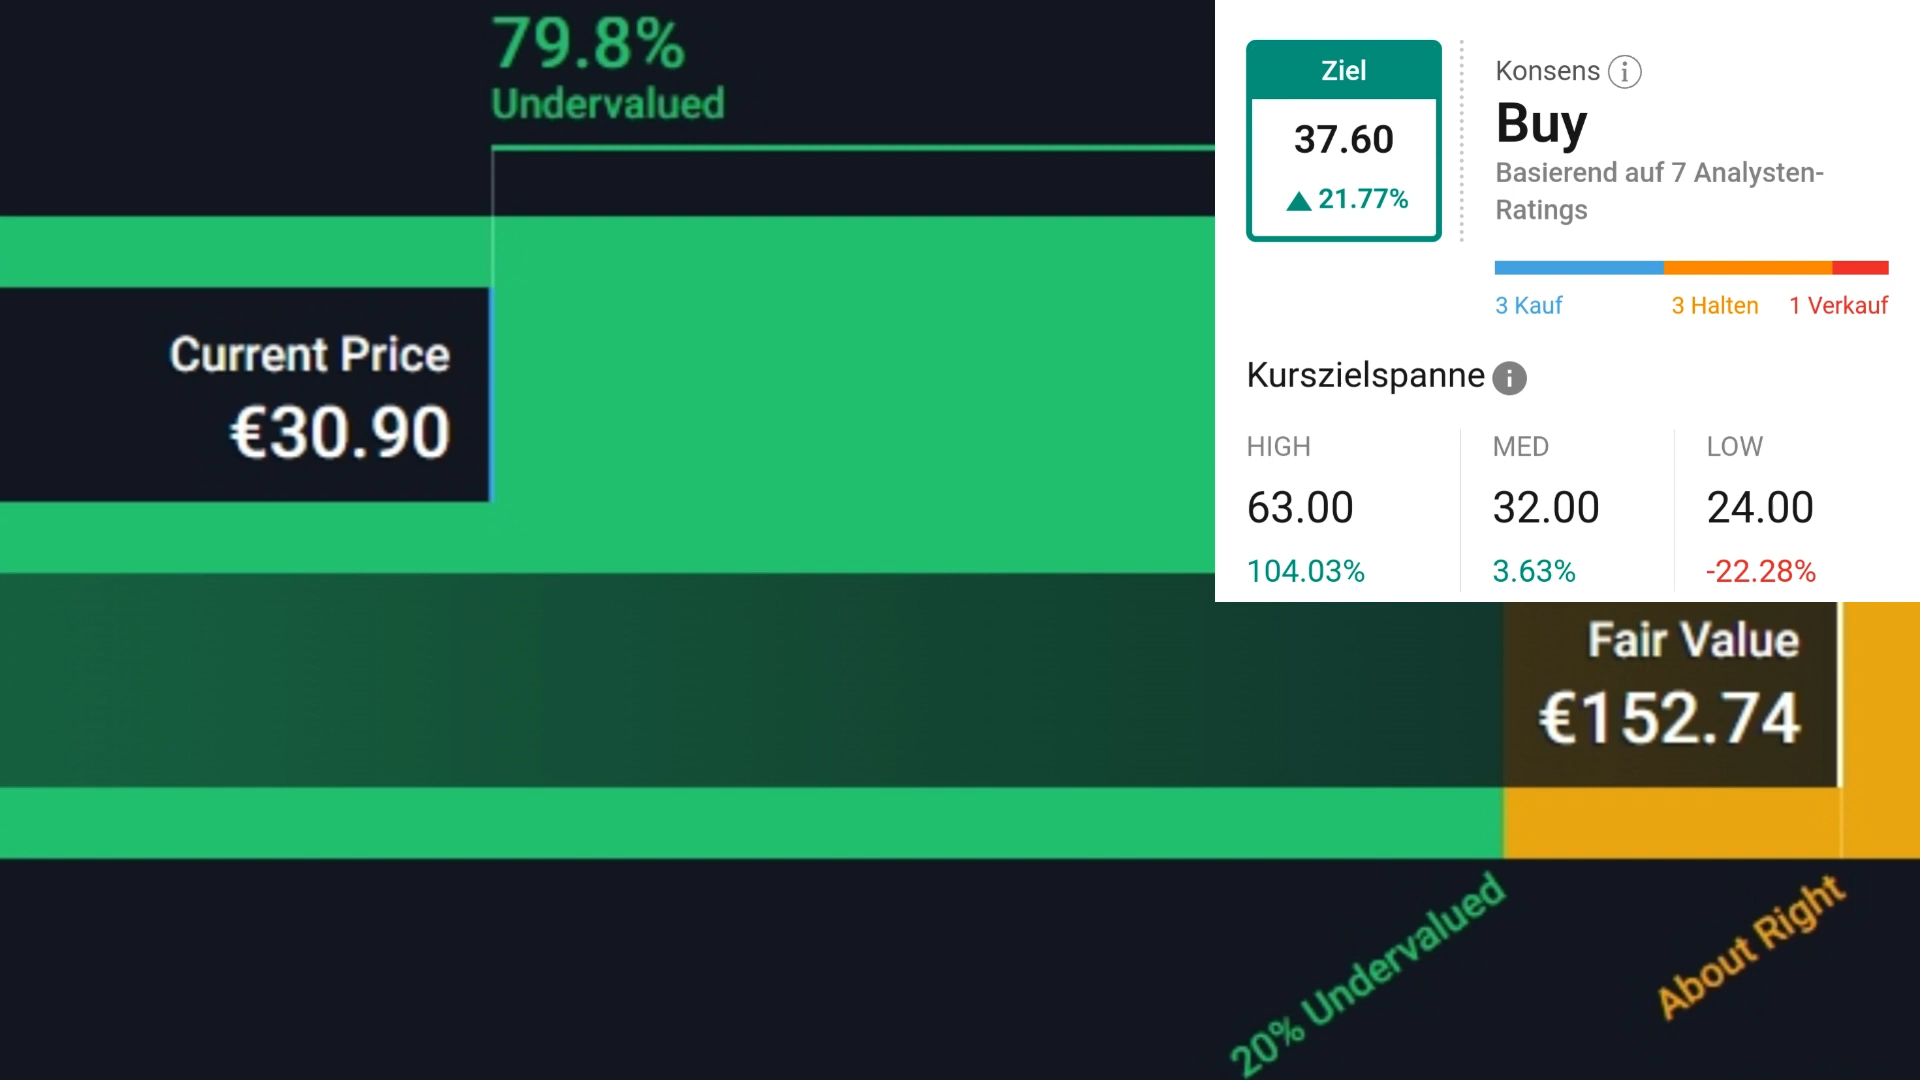 79.8%
Undervalued
Current Price
€30.90
Ziel
37.60
21.77%
Konsens
Buy
Basierend auf 7 Analysten-
Ratings
3 Kauf 3 Halten 1 Verkauf
Kurszielspanne
HIGH MED LOW
63.00 32.00 24.00
104.03% 3.63% -22.28%
Fair Value
€152.74
20% Undervalued
About Right